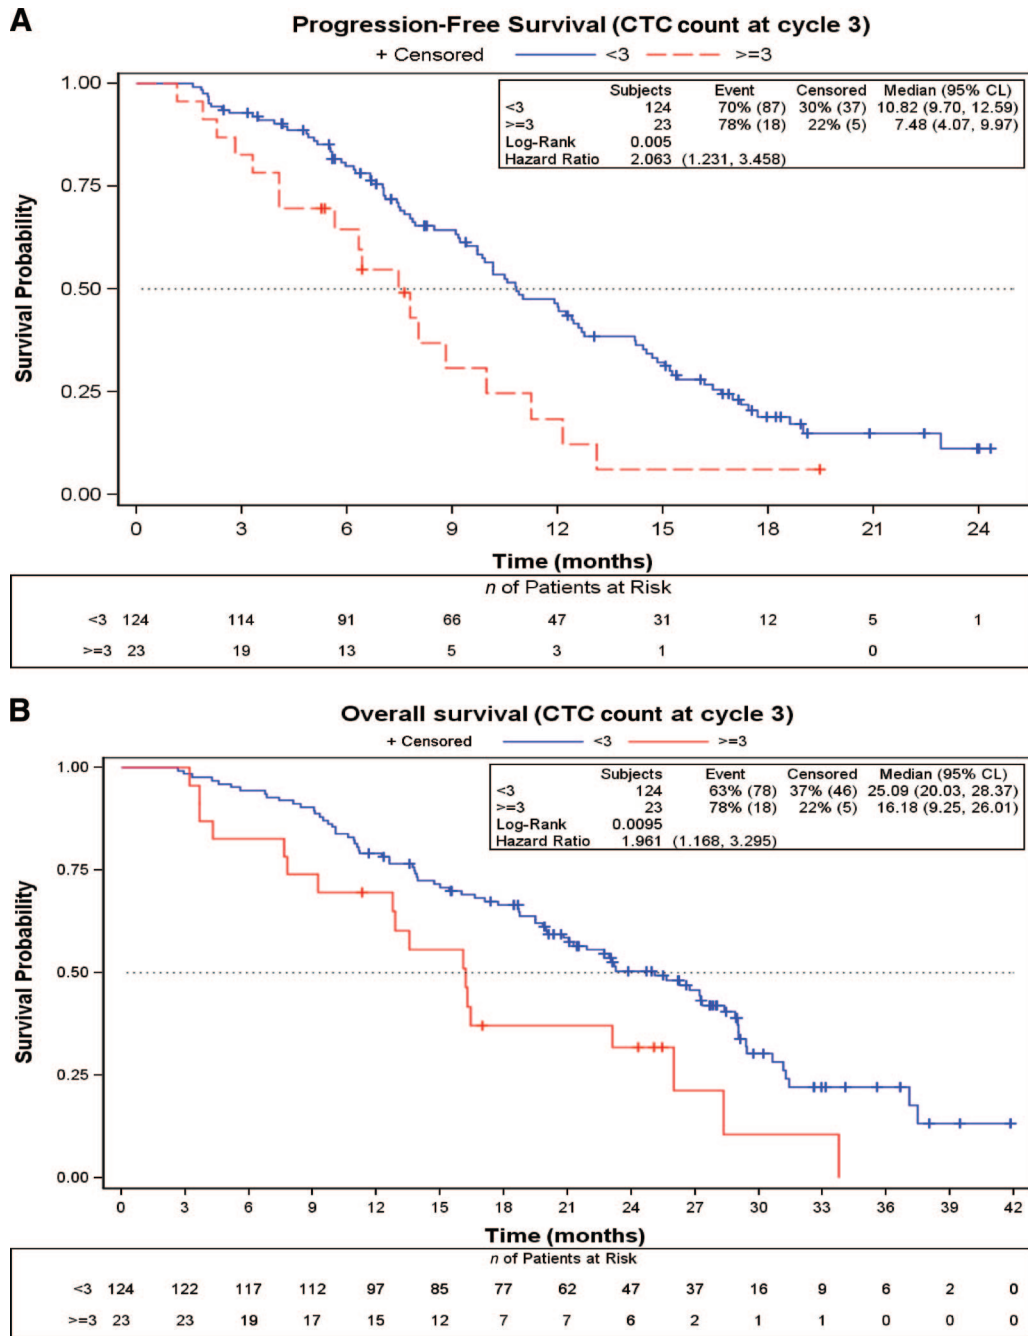 A
Progression-Free Survival (CTC count at cycle 3)
+ Censored <3 >=3
Subjects Event Censored Median (95% CL)
<3 124 70% (87) 30% (37) 10.82 (9.70, 12.59)
>=3 23 78% (18) 22% (5) 7.48 (4.07, 9.97)
Log-Rank 0.005
Hazard Ratio 2.063 (1.231, 3.458)
1.00
0.75
0.50
0.25
0.00
Survival Probability
0 3 6 9 12 15 18 21 24
Time (months)
n of Patients at Risk
<3 124 114 91 66 47 31 12 5 1
>=3 23 19 13 5 3 1 0
B
Overall survival (CTC count at cycle 3)
+ Censored <3 >=3
Subjects Event Censored Median (95% CL)
<3 124 63% (78) 37% (46) 25.09 (20.03, 28.37)
>=3 23 78% (18) 22% (5) 16.18 (9.25, 26.01)
Log-Rank 0.0095
Hazard Ratio 1.961 (1.168, 3.295)
1.00
0.75
0.50
0.25
0.00
Survival Probability
0 3 6 9 12 15 18 21 24 27 30 33 36 39 42
Time (months)
n of Patients at Risk
<3 124 122 117 112 97 85 77 62 47 37 16 9 6 2 0
>=3 23 23 19 17 15 12 7 7 6 2 1 1 0 0 0